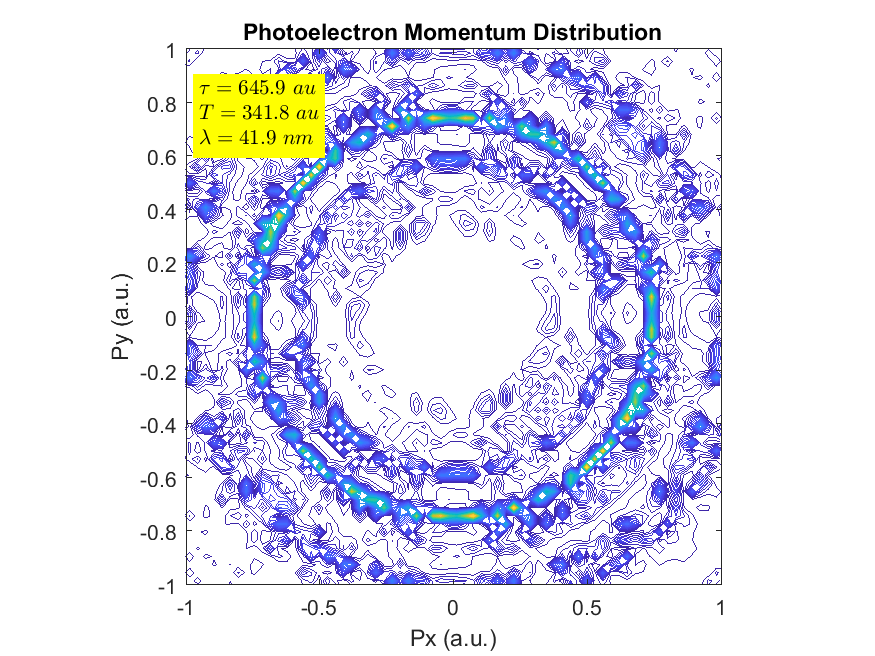 Photoelectron Momentum Distribution
τ = 645.9 au
T = 341.8 au
λ = 41.9 nm
1
0.8
0.6
0.4
0.2
0
-0.2
-0.4
-0.6
-0.8
-1
Py (a.u.)
-1 -0.5 0 0.5 1
Px (a.u.)